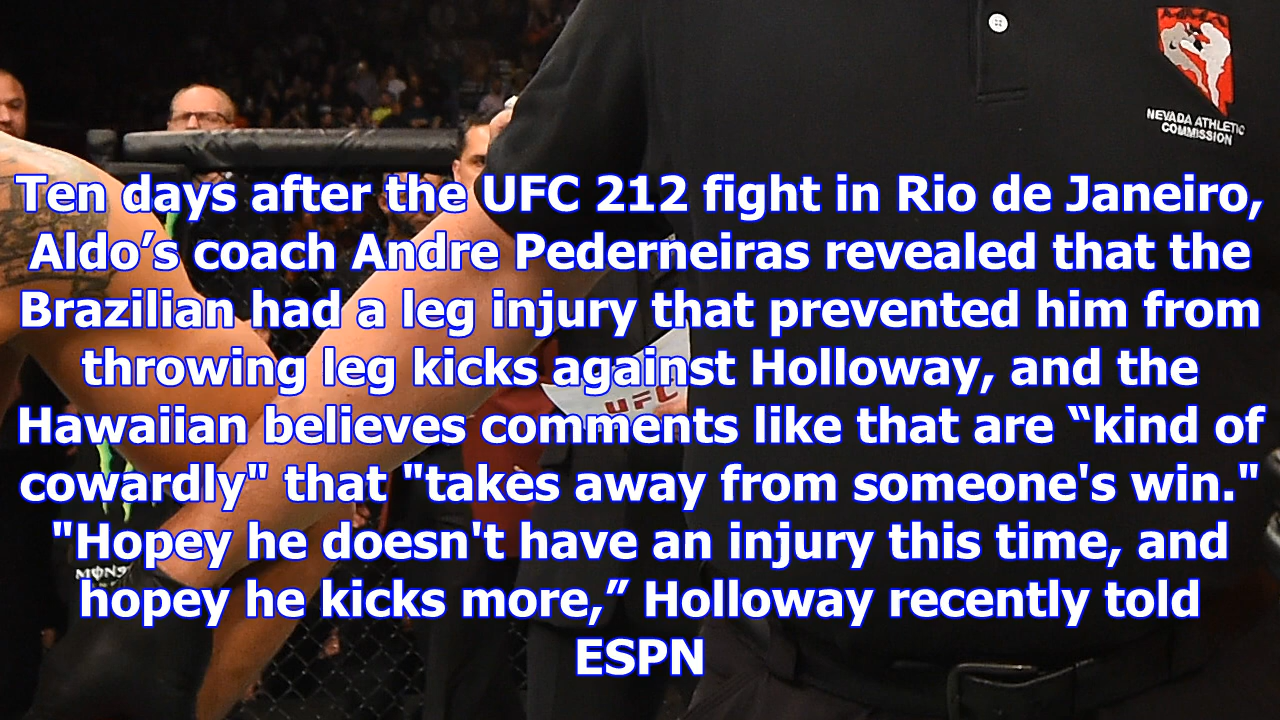 NEVADA ATHLETIC
COMMISSION
Ten days after the UFC 212 fight in Rio de Janeiro,
Aldo’s coach Andre Pederneiras revealed that the
Brazilian had a leg injury that prevented him from
throwing leg kicks against Holloway, and the
Hawaiian believes comments like that are “kind of
cowardly" that "takes away from someone's win."
"Hopey he doesn't have an injury this time, and
hopey he kicks more,” Holloway recently told
ESPN
UFC